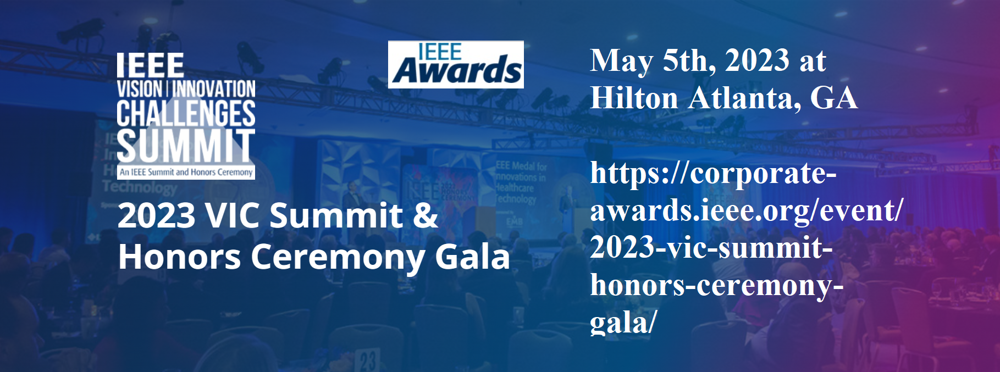 IEEE
VISION | INNOVATION
CHALLENGES
SUMMIT
An IEEE Summit and Honors Ceremony
2023 VIC Summit &
Honors Ceremony Gala
IEEE
Awards
May 5th, 2023 at
Hilton Atlanta, GA
https://corporate-
awards.ieee.org/event/
2023-vic-summit-
honors-ceremony-
gala/
Technology
EEE Medal for
nnovations in
Healthcare
Technology
EMB
23